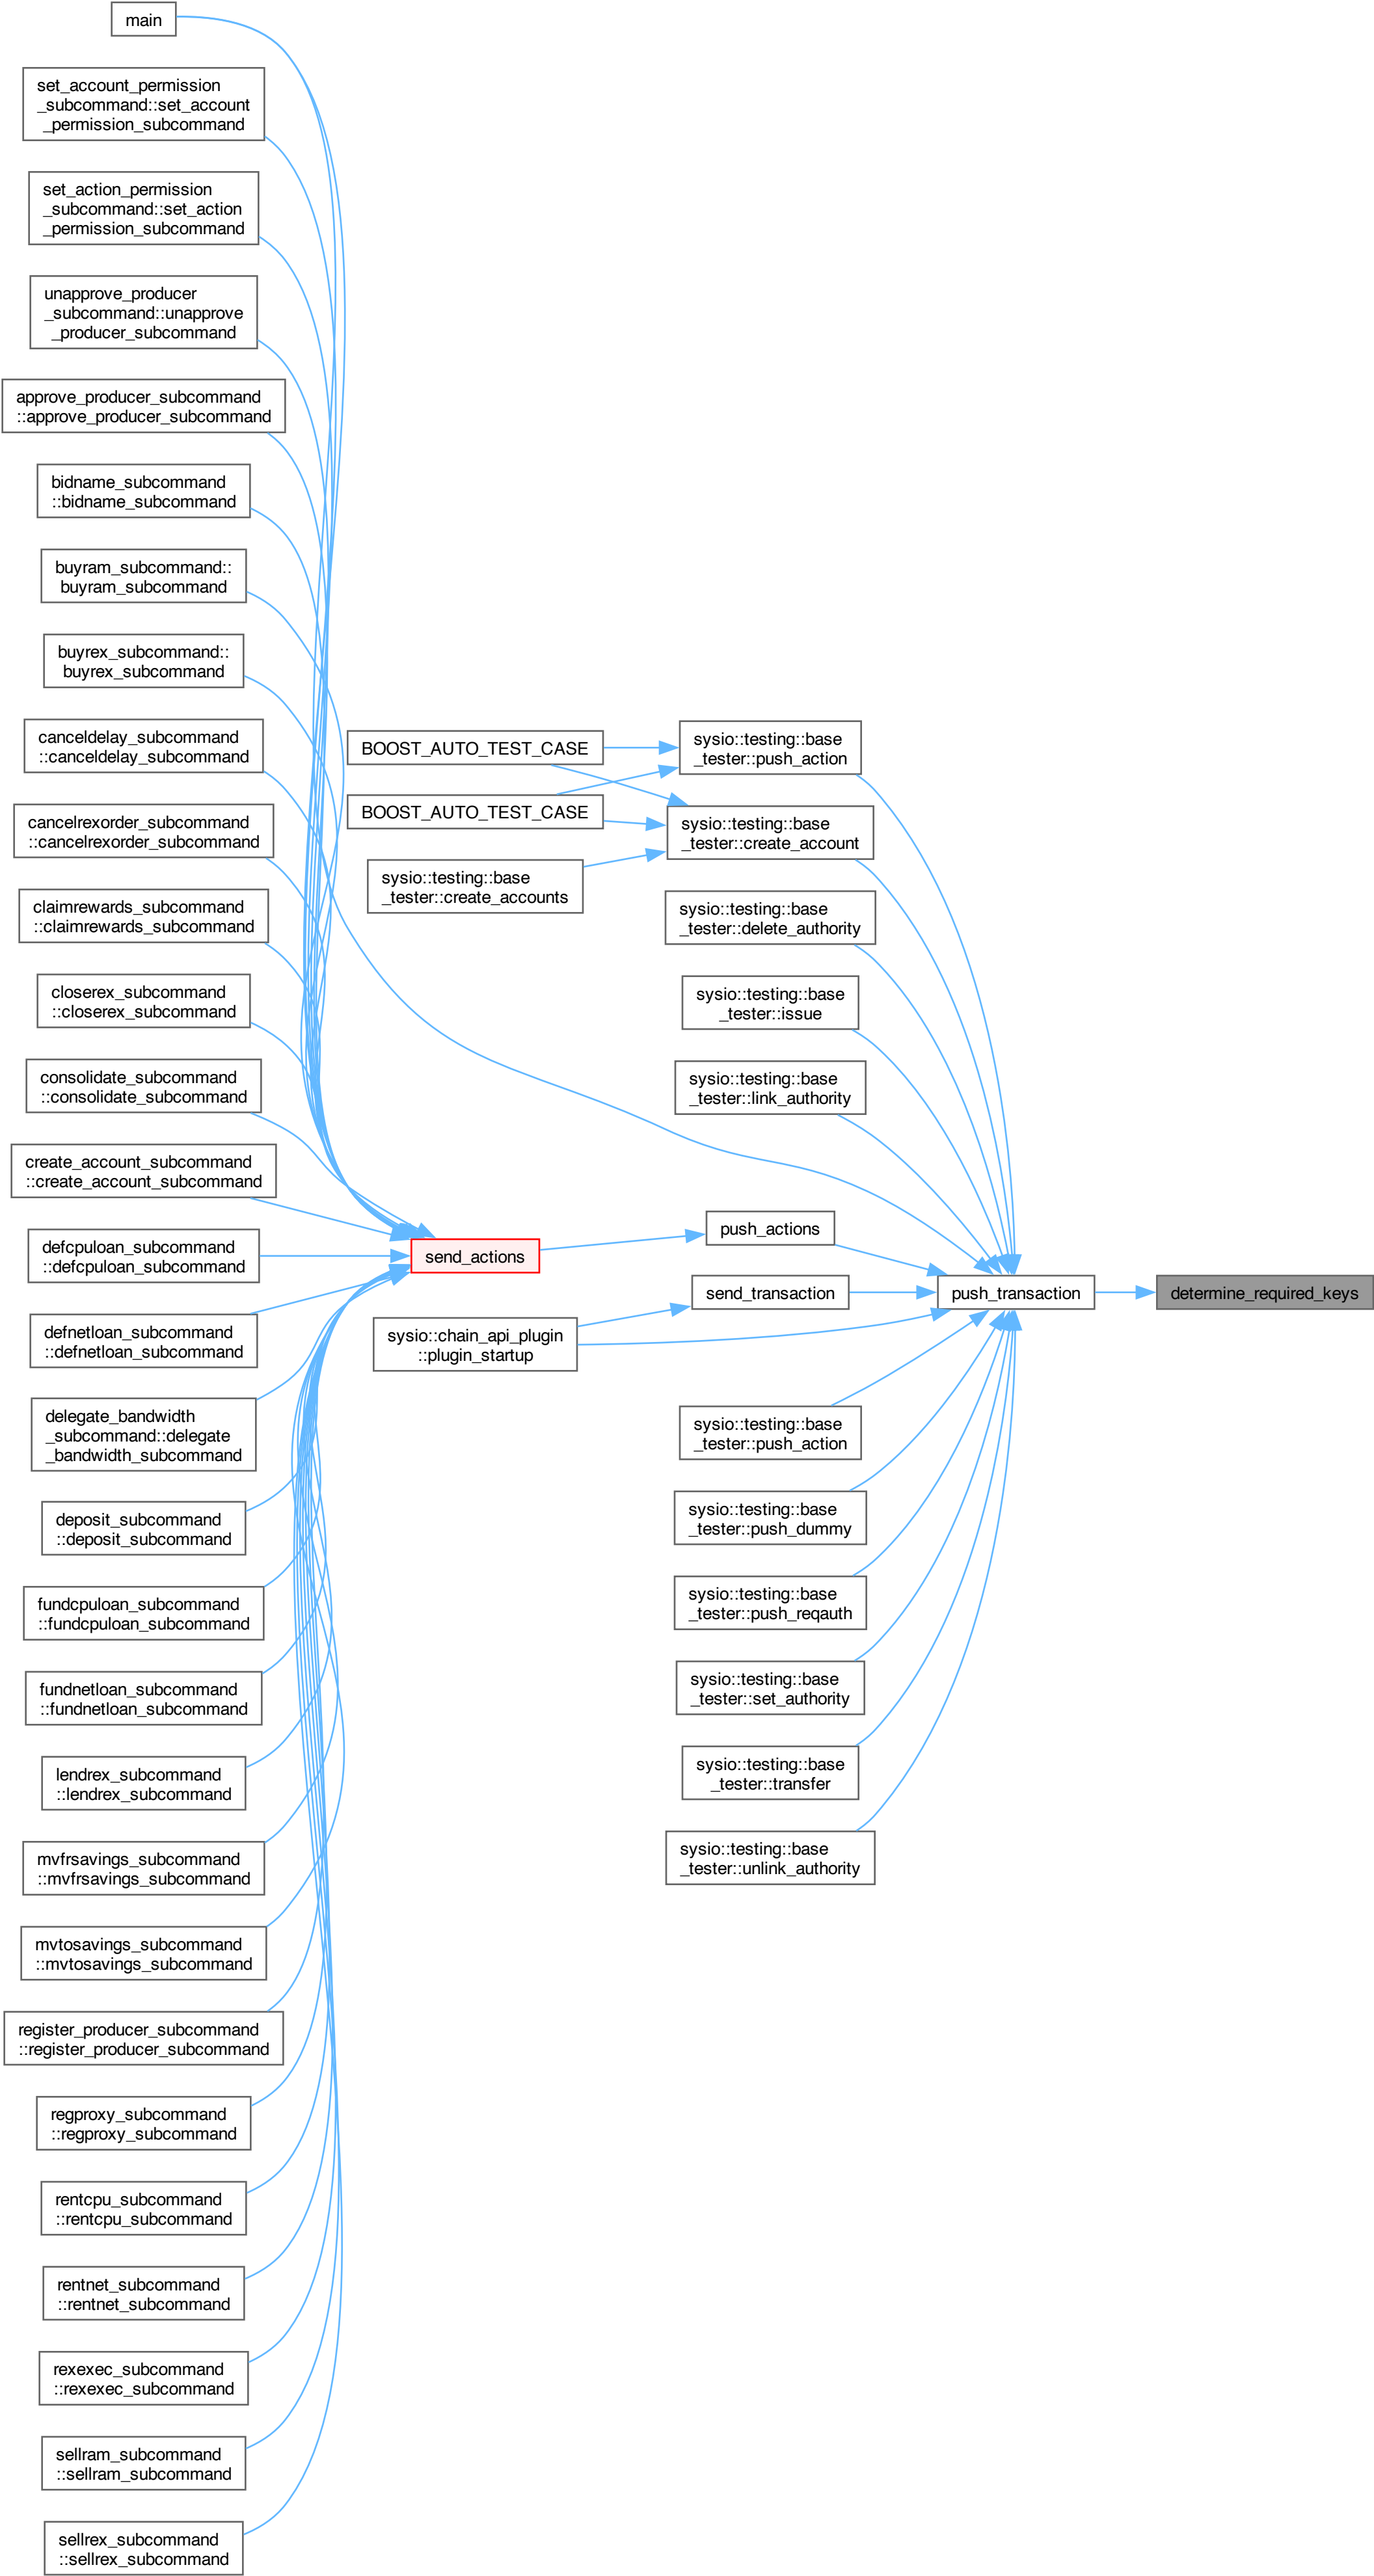 main
set_account_permission
_subcommand::set_account
_permission_subcommand
set_action_permission
_subcommand::set_action
_permission_subcommand
unapprove_producer
_subcommand::unapprove
_producer_subcommand
approve_producer_subcommand
::approve_producer_subcommand
bidname_subcommand
::bidname_subcommand
buyram_subcommand::
buyram_subcommand
buyrex_subcommand::
buyrex_subcommand
canceldelay_subcommand
::canceldelay_subcommand
cancelrexorder_subcommand
::cancelrexorder_subcommand
claimrewards_subcommand
::claimrewards_subcommand
closerex_subcommand
::closerex_subcommand
consolidate_subcommand
::consolidate_subcommand
create_account_subcommand
::create_account_subcommand
defcpuloan_subcommand
::defcpuloan_subcommand
defnetloan_subcommand
::defnetloan_subcommand
delegate_bandwidth
_subcommand::delegate
_bandwidth_subcommand
deposit_subcommand
::deposit_subcommand
fundcpuloan_subcommand
::fundcpuloan_subcommand
fundnetloan_subcommand
::fundnetloan_subcommand
lendrex_subcommand
::lendrex_subcommand
mvfrsavings_subcommand
::mvfrsavings_subcommand
mvtosavings_subcommand
::mvtosavings_subcommand
register_producer_subcommand
::register_producer_subcommand
regproxy_subcommand
::regproxy_subcommand
rentcpu_subcommand
::rentcpu_subcommand
rentnet_subcommand
::rentnet_subcommand
rexexec_subcommand
::rexexec_subcommand
sellram_subcommand
::sellram_subcommand
sellrex_subcommand
::sellrex_subcommand
BOOST_AUTO_TEST_CASE
BOOST_AUTO_TEST_CASE
sysio::testing::base
_tester::create_accounts
send_actions
sysio::chain_api_plugin
::plugin_startup
sysio::testing::base
_tester::push_action
sysio::testing::base
_tester::create_account
sysio::testing::base
_tester::delete_authority
sysio::testing::base
_tester::issue
sysio::testing::base
_tester::link_authority
push_actions
send_transaction
sysio::testing::base
_tester::push_action
sysio::testing::base
_tester::push_dummy
sysio::testing::base
_tester::push_reqauth
sysio::testing::base
_tester::set_authority
sysio::testing::base
_tester::transfer
sysio::testing::base
_tester::unlink_authority
push_transaction
determine_required_keys